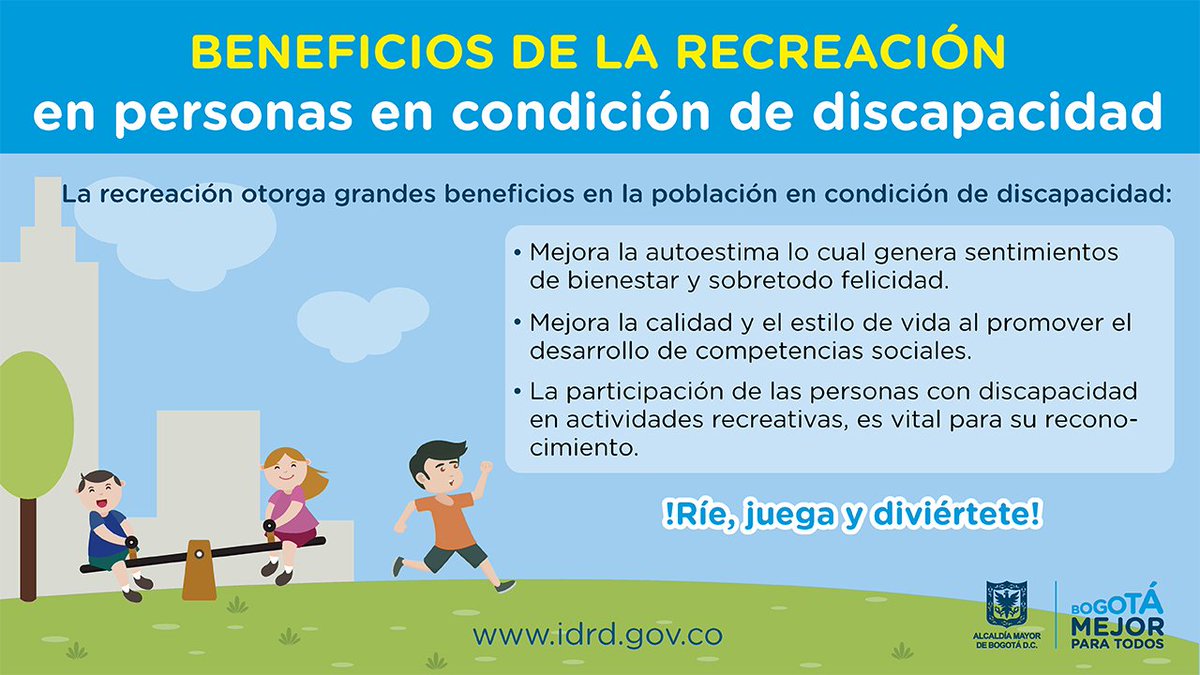 BENEFICIOS DE LA RECREACIÓN
en personas en condición de discapacidad
La recreación otorga grandes beneficios en la población en condición de discapacidad:
• Mejora la autoestima lo cual genera sentimientos
de bienestar y sobretodo felicidad.
• Mejora la calidad y el estilo de vida al promover el
desarrollo de competencias sociales.
• La participación de las personas con discapacidad
en actividades recreativas, es vital para su recono-
cimiento.
!Ríe, juega y diviértete!
www.idrd.gov.co
ALCALDÍA MAYOR
DE BOGOTÁ D.C.
BOGOTÁ
MEJOR
PARA TODOS